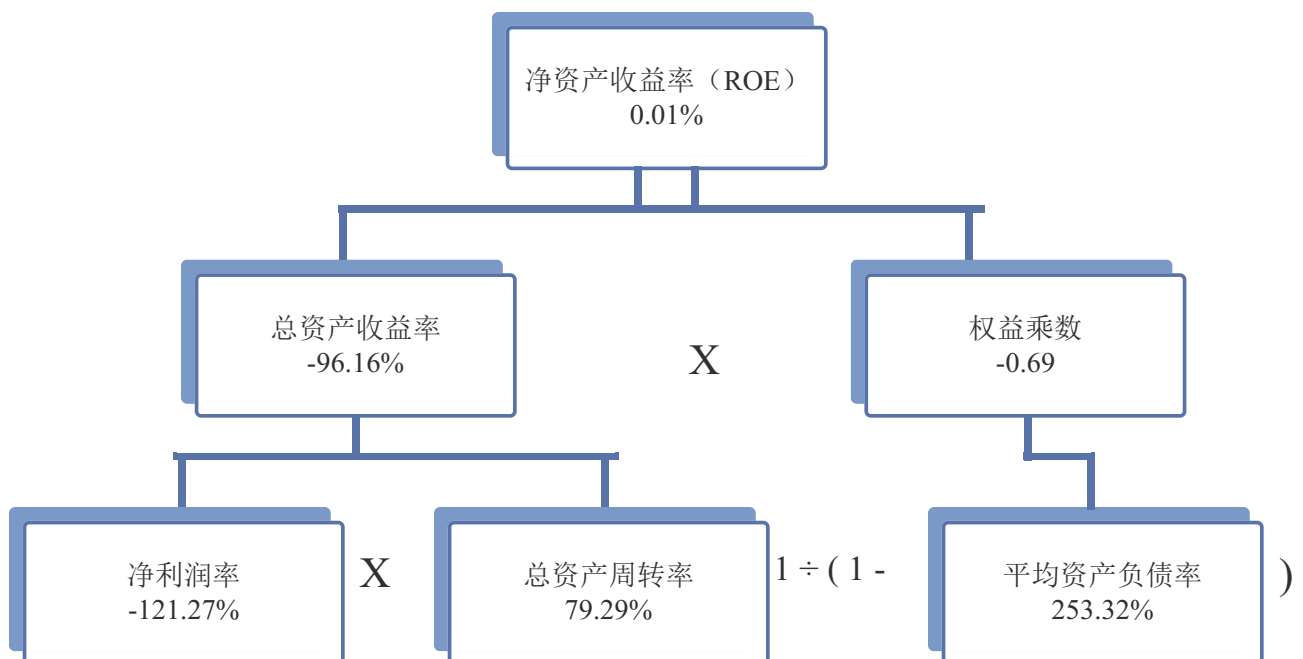 净资产收益率（ROE）
0.01%
总资产收益率
-96.16%
X
权益乘数
-0.69
净利润率
-121.27%
X
总资产周转率
79.29%
1 ÷ ( 1 -
平均资产负债率
253.32%
)